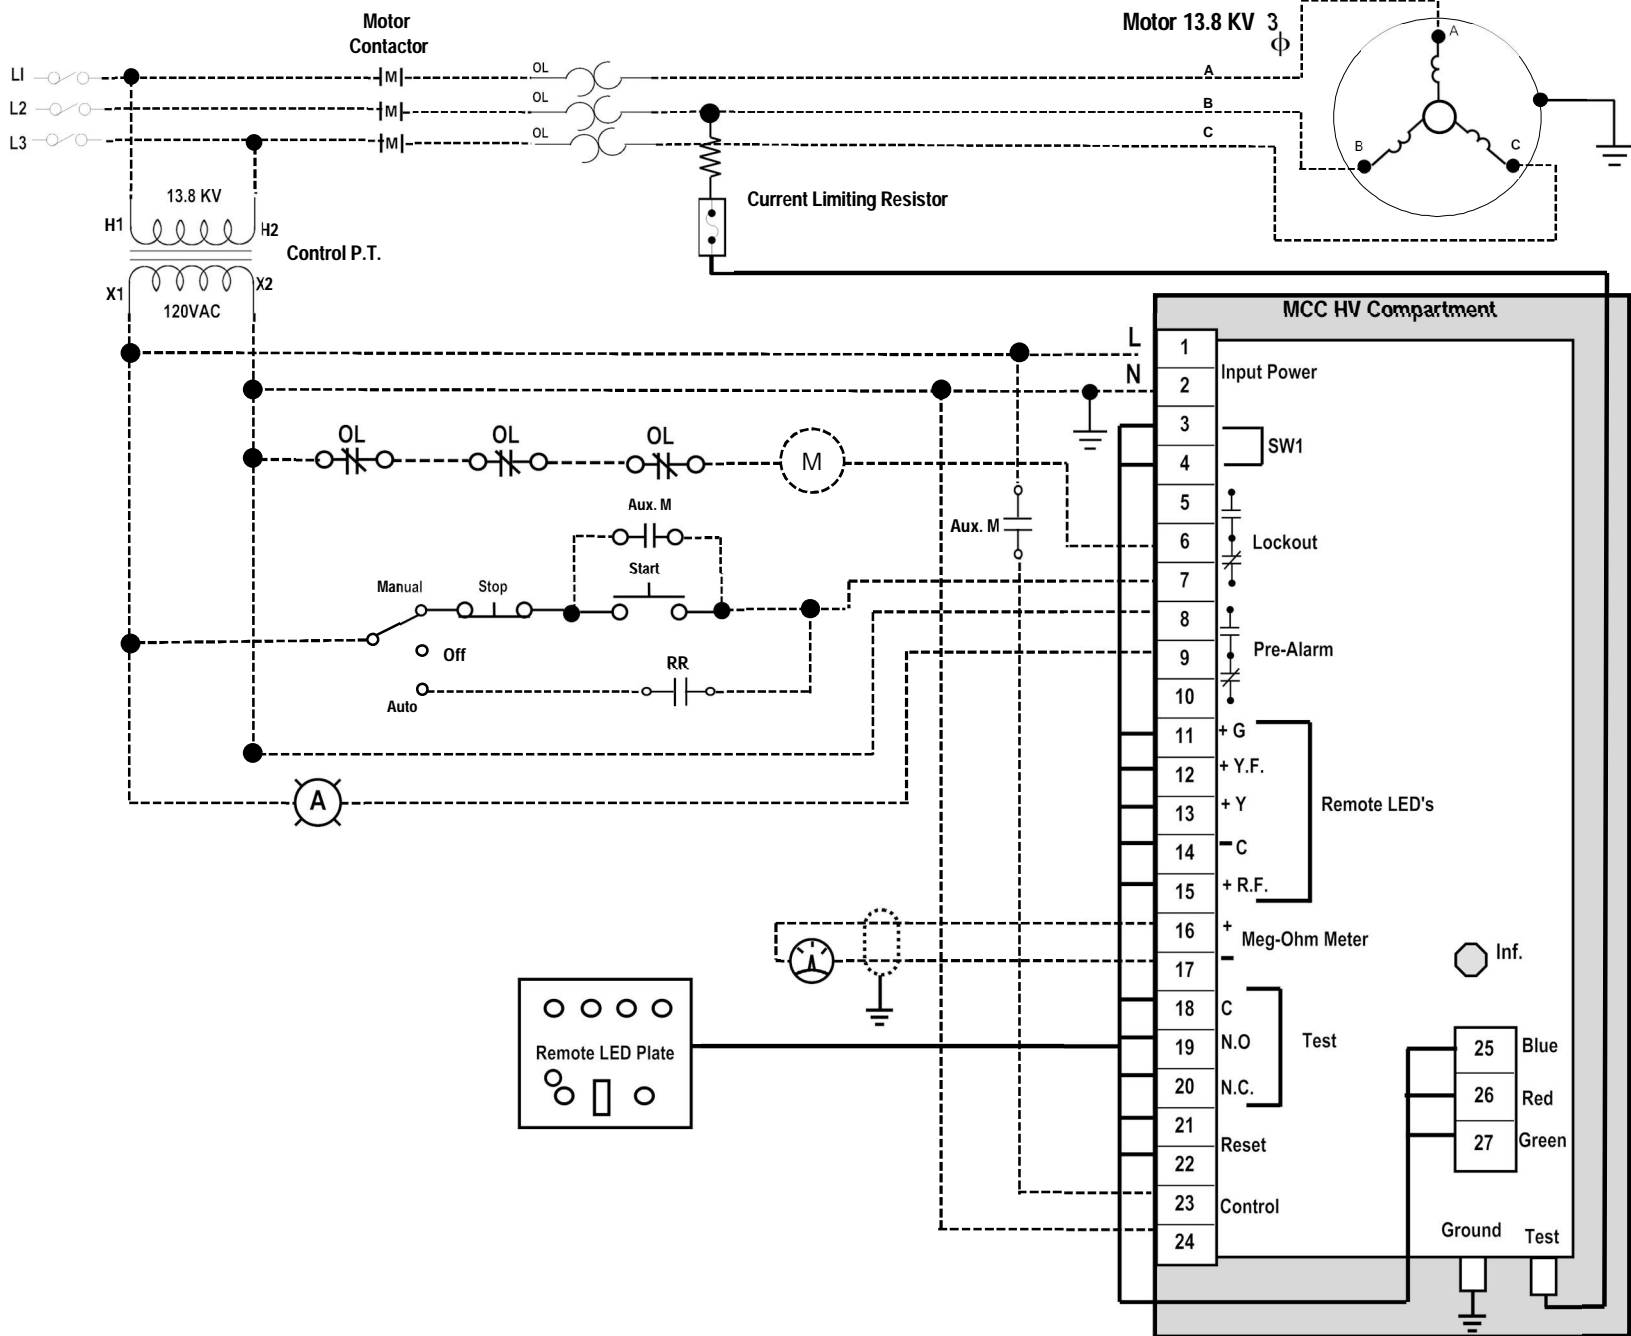 Motor
Contactor
Motor 13.8 KV 3
ϕ
LI
L2
L3
M
M
M
OL
OL
OL
A
B
C
A
B
C
13.8 KV
H1
H2
Control P.T.
X1
X2
120VAC
Current Limiting Resistor
MCC HV Compartment
L
N
1
2
3
4
5
6
7
8
9
10
11
12
13
14
15
16
17
18
19
20
21
22
23
24
Input Power
SW1
Lockout
Pre-Alarm
+ G
+ Y.F.
+ Y
- C
+ R.F.
Remote LED's
+
-
Meg-Ohm Meter
C
N.O
N.C.
Test
Reset
Control
OL
OL
OL
M
Aux. M
Start
Aux. M
Manual
Stop
Off
Auto
RR
A
A
Remote LED Plate
Inf.
25
26
27
Blue
Red
Green
Ground
Test